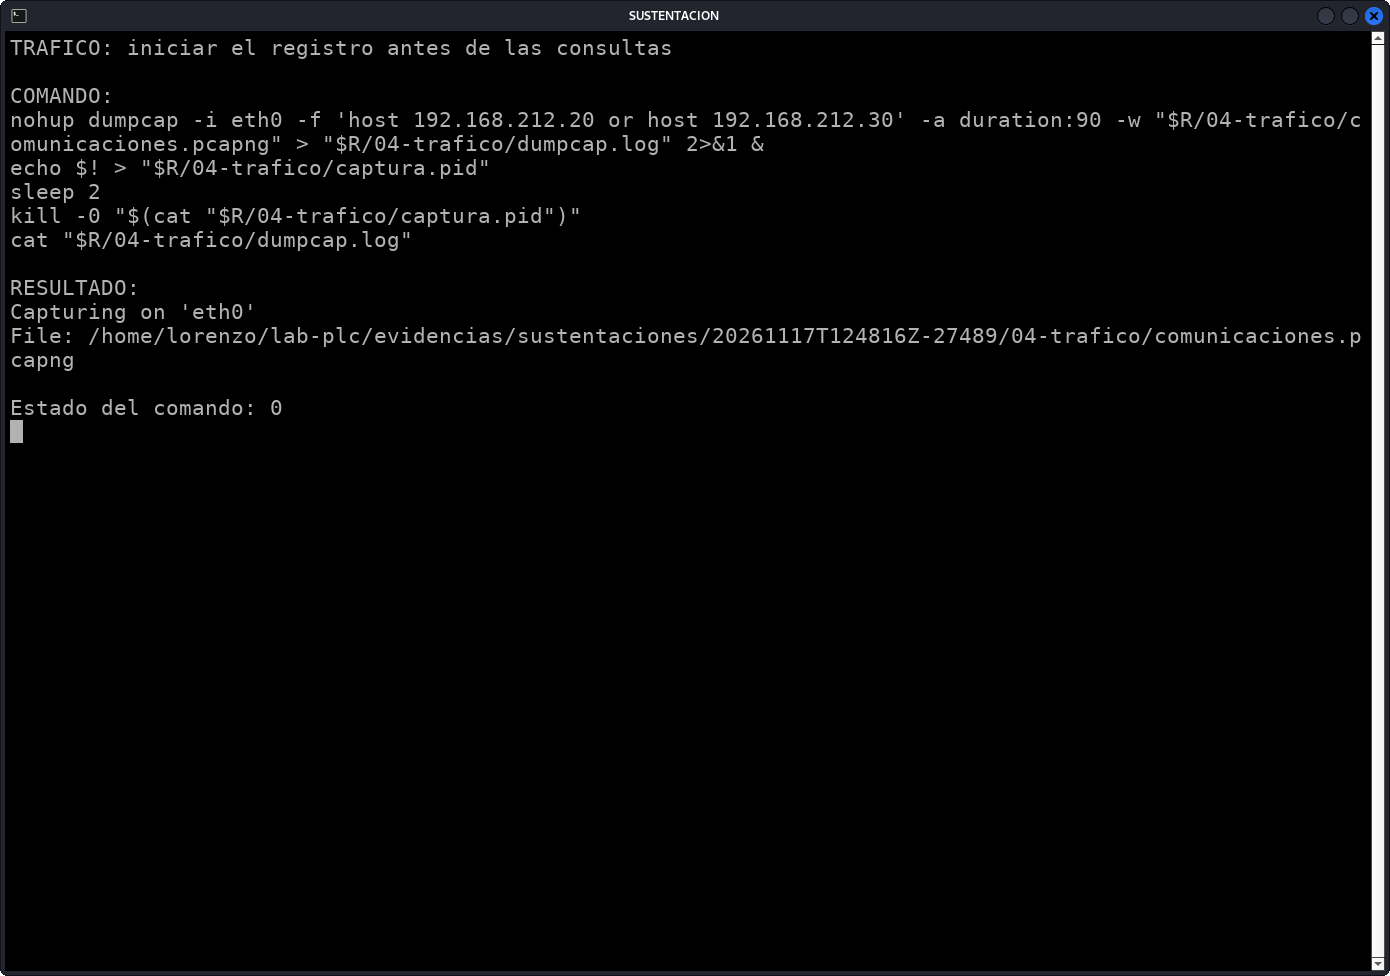 SUSTENTACION
TRAFICO: iniciar el registro antes de las consultas
COMANDO:
nohup dumpcap -i eth0 -f 'host 192.168.212.20 or host 192.168.212.30' -a duration:90 -w "$R/04-trafico/c
omunicaciones.pcapng" > "$R/04-trafico/dumpcap.log" 2>&1 &
echo $! > "$R/04-trafico/captura.pid"
sleep 2
kill -0 "$(cat "$R/04-trafico/captura.pid")"
cat "$R/04-trafico/dumpcap.log"
RESULTADO:
Capturing on 'eth0'
File: /home/lorenzo/lab-plc/evidencias/sustentaciones/20261117T124816Z-27489/04-trafico/comunicaciones.p
capng
Estado del comando: 0